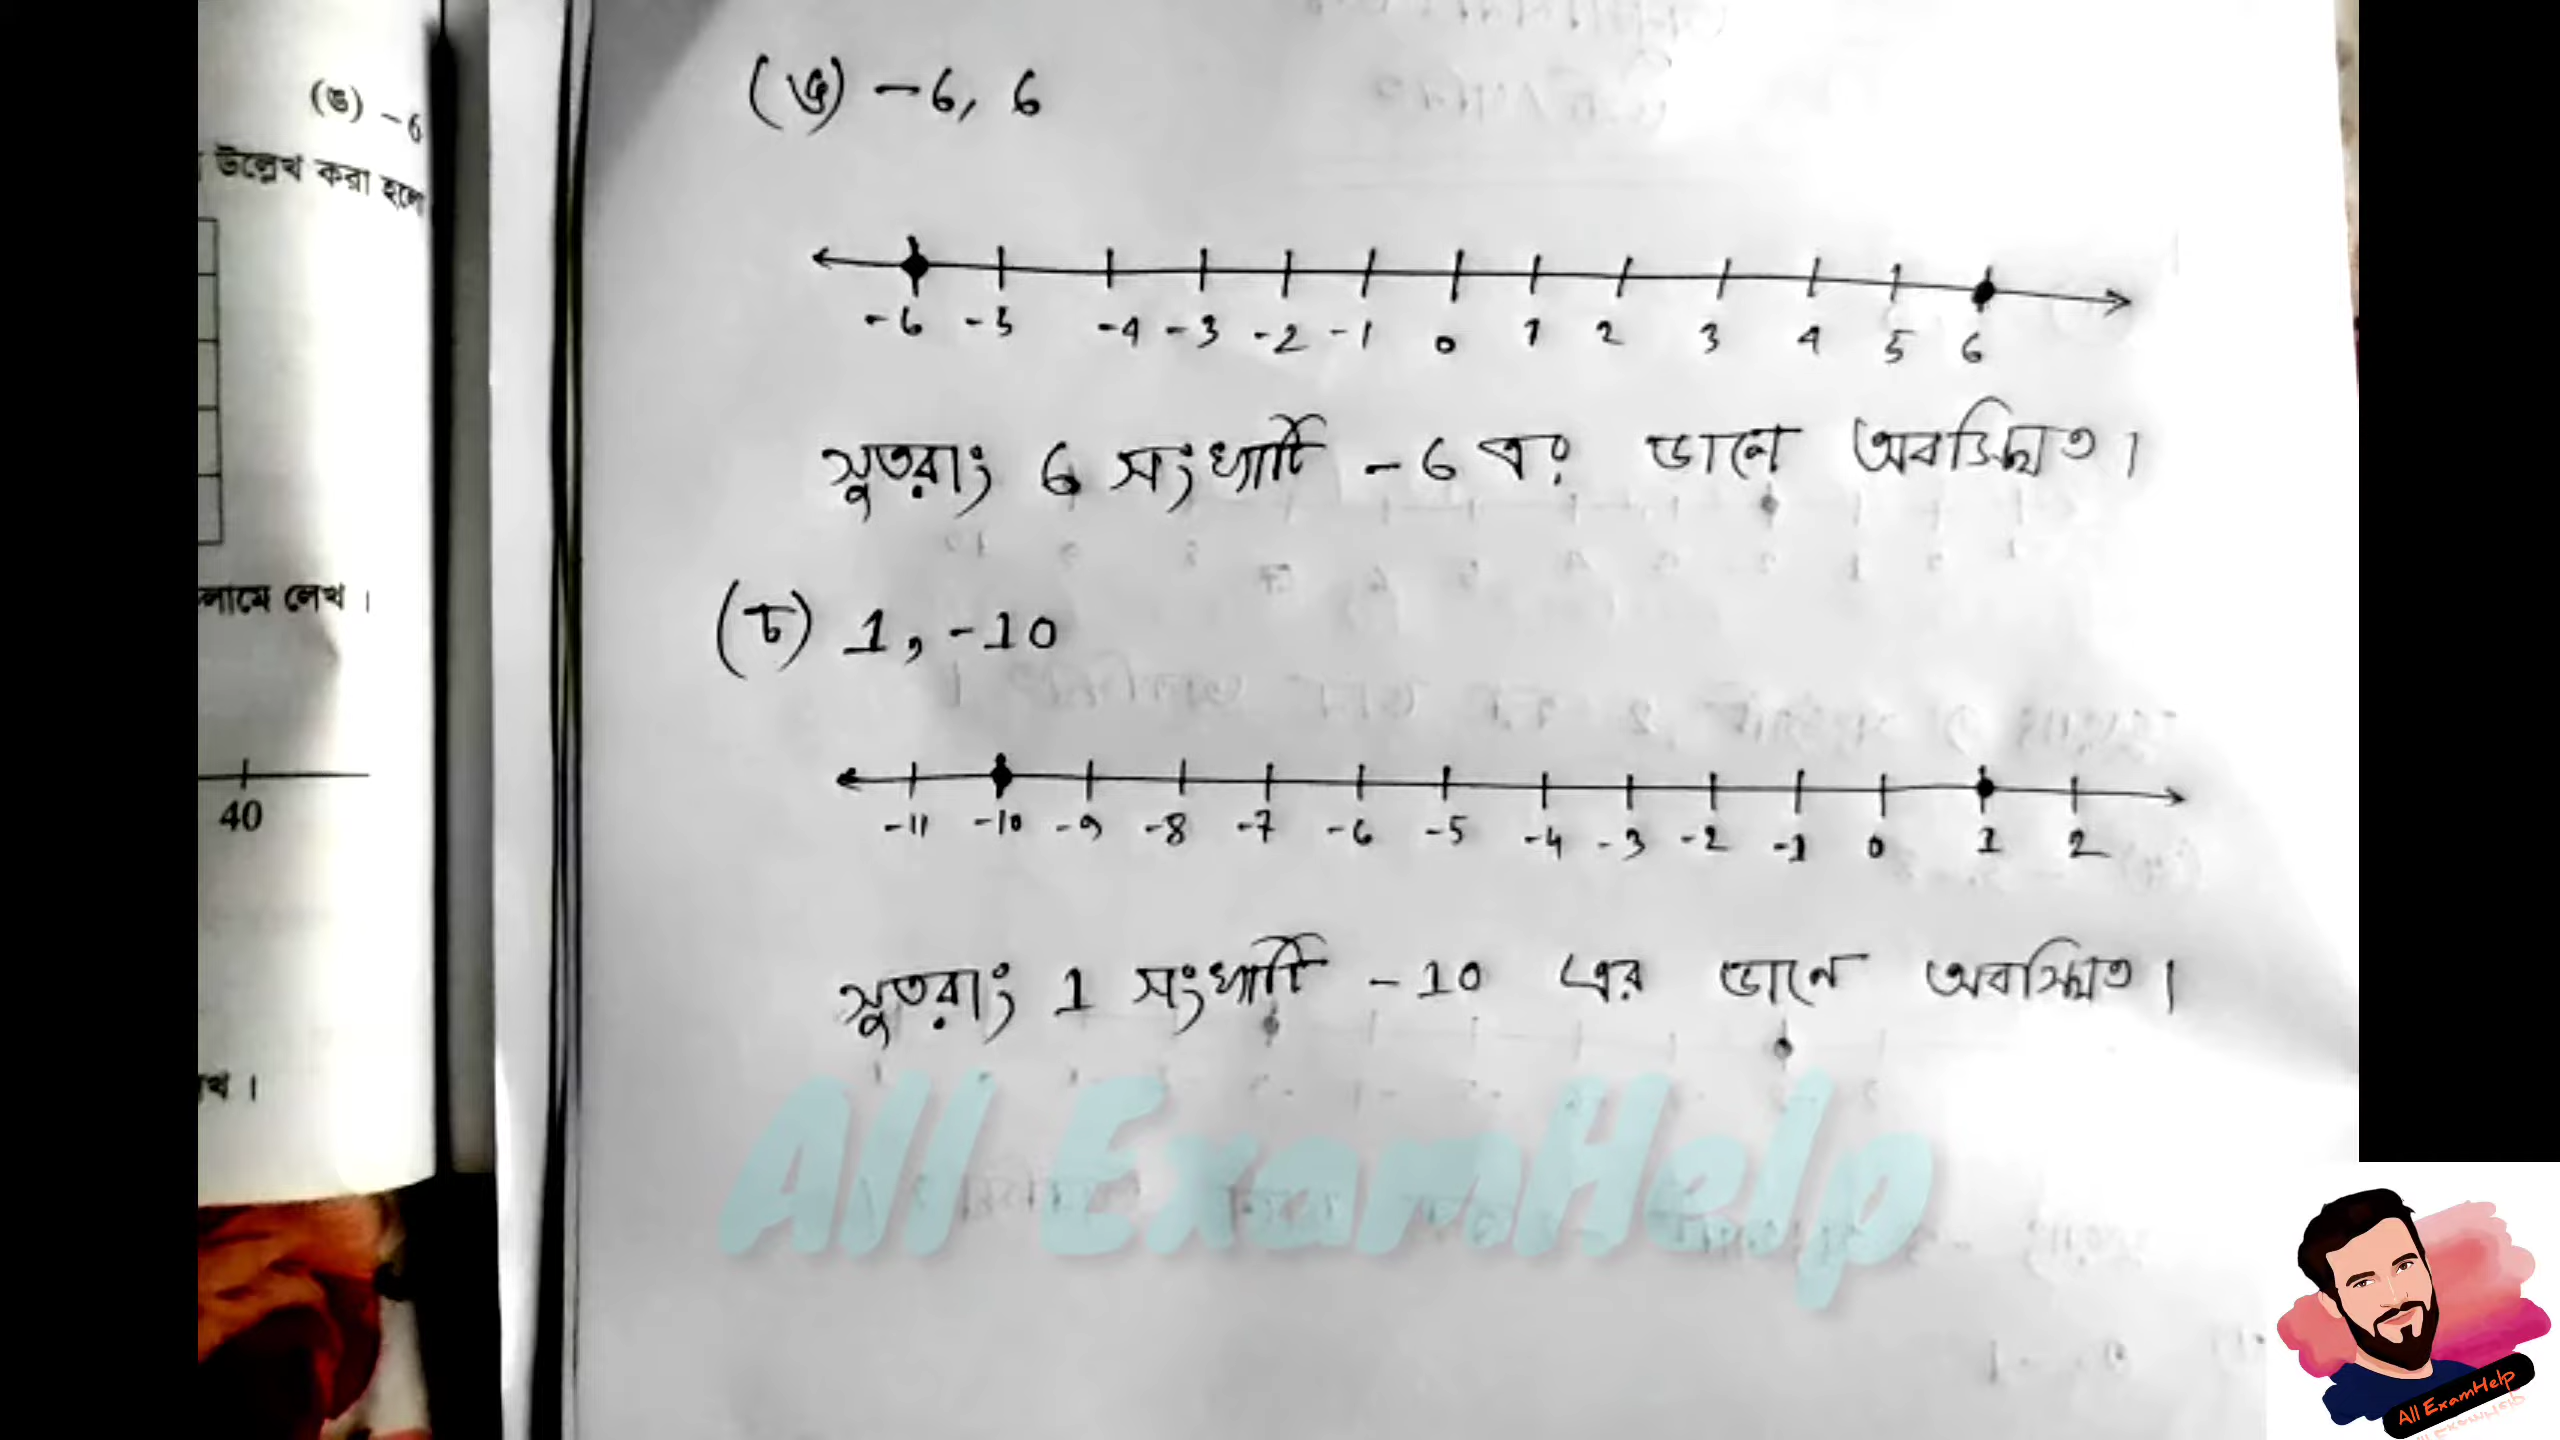 (ঙ) -6
উল্লেখ করা হলো
লামে লেখ।
40
খ।
(ঙ) -6, 6
-6 -5 -4 -3 -2 -1 0 1 2 3 4 5 6
সুতরাং 6 সংখ্যাটি -6 এর ডানে অবস্থিত।
(চ) 1, -10
-11 -10 -9 -8 -7 -6 -5 -4 -3 -2 -1 0 1 2
সুতরাং 1 সংখ্যাটি -10 এর ডানে অবস্থিত।
All ExamHelp
All ExamHelp